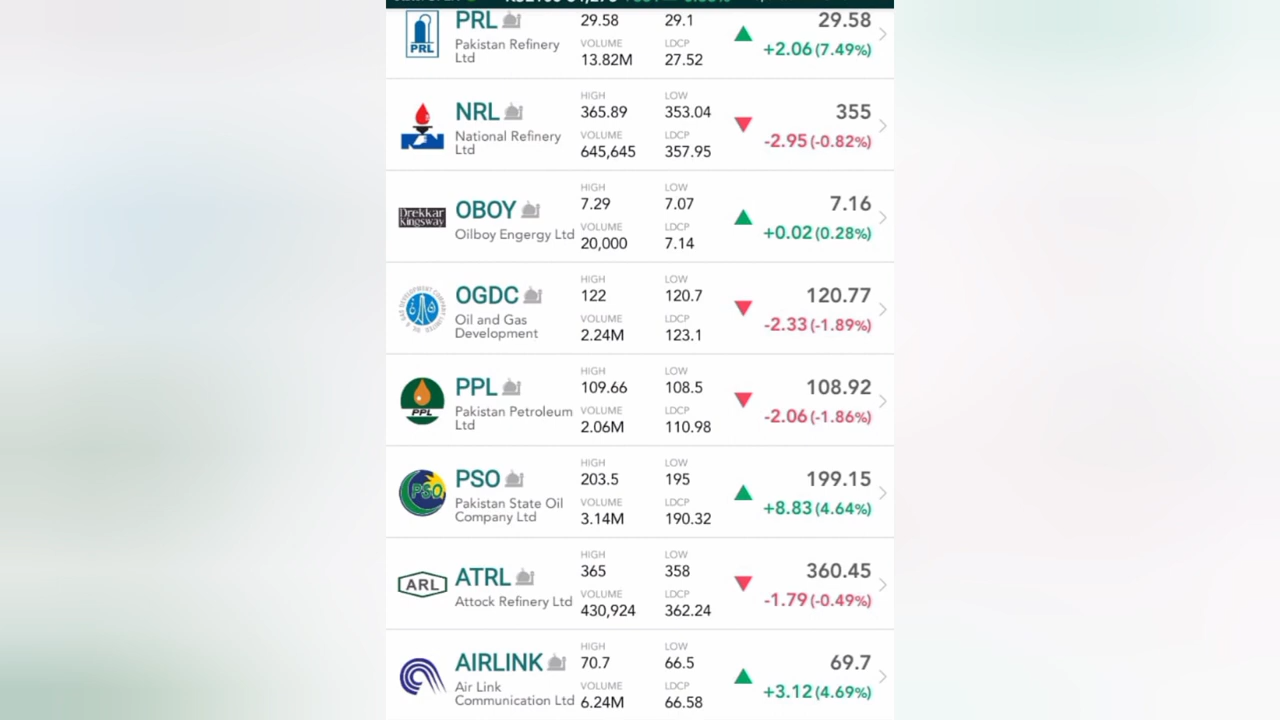 PRL
29.58
29.1
29.58
PRL
Pakistan Refinery
Ltd
VOLUME
LDCP
13.82M
27.52
+2.06 (7.49%)
HIGH
LOW
NRL
365.89
353.04
355
National Refinery
Ltd
VOLUME
LDCP
645,645
357.95
-2.95 (-0.82%)
HIGH
LOW
Drekkar
Kingsway
OBOY
7.29
7.07
7.16
Oilboy Engergy Ltd
VOLUME
LDCP
20,000
7.14
+0.02 (0.28%)
HIGH
LOW
OGDC
122
120.7
120.77
Oil and Gas
Development
VOLUME
LDCP
2.24M
123.1
-2.33 (-1.89%)
HIGH
LOW
PPL
PPL
109.66
108.5
108.92
Pakistan Petroleum
Ltd
VOLUME
LDCP
2.06M
110.98
-2.06 (-1.86%)
HIGH
LOW
PSO
PSO
203.5
195
199.15
Pakistan State Oil
Company Ltd
VOLUME
LDCP
3.14M
190.32
+8.83 (4.64%)
HIGH
LOW
ARL
ATRL
365
358
360.45
Attock Refinery Ltd
VOLUME
LDCP
430,924
362.24
-1.79 (-0.49%)
HIGH
LOW
AIRLINK
70.7
66.5
69.7
Air Link
Communication Ltd
VOLUME
LDCP
6.24M
66.58
+3.12 (4.69%)